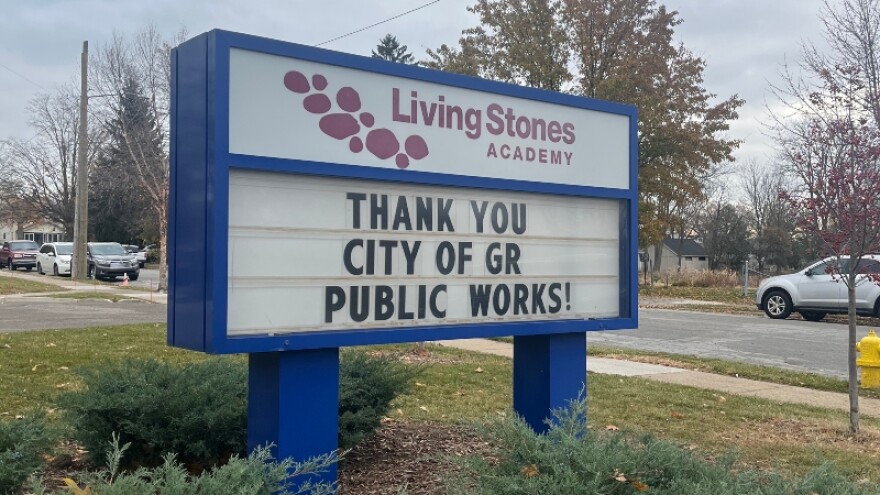 Living Stones
ACADEMY
THANK YOU
CITY OF GR
PUBLIC WORKS!